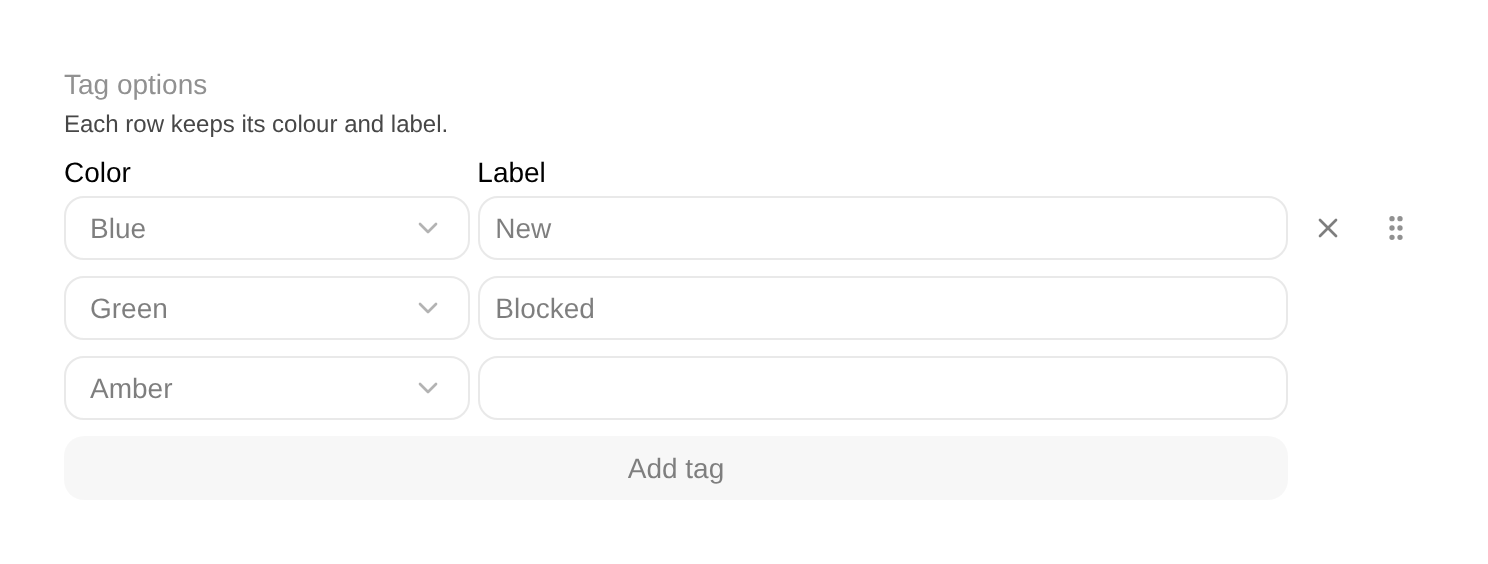 Tag options
Each row keeps its colour and label.
Color Label
Blue New
Green Blocked
Amber
Add tag